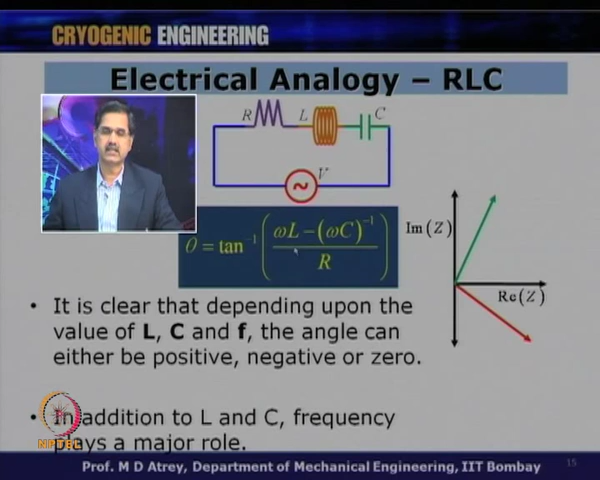 CRYOGENIC ENGINEERING
Electrical Analogy – RLC
R L C
V
θ = tan⁻¹ ( ωL − (ωC)⁻¹ / R )
Im(Z)
Re(Z)
• It is clear that depending upon the
value of L, C and f, the angle can
either be positive, negative or zero.
• In addition to L and C, frequency
plays a major role.
NPTEL
Prof. M D Atrey, Department of Mechanical Engineering, IIT Bombay
15